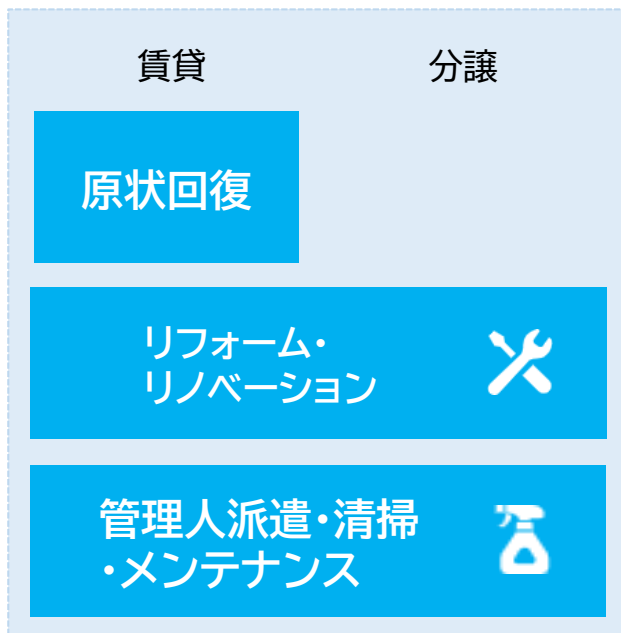 賃貸
分譲
原状回復
リフォーム・
リノベーション
管理人派遣・清掃
・メンテナンス